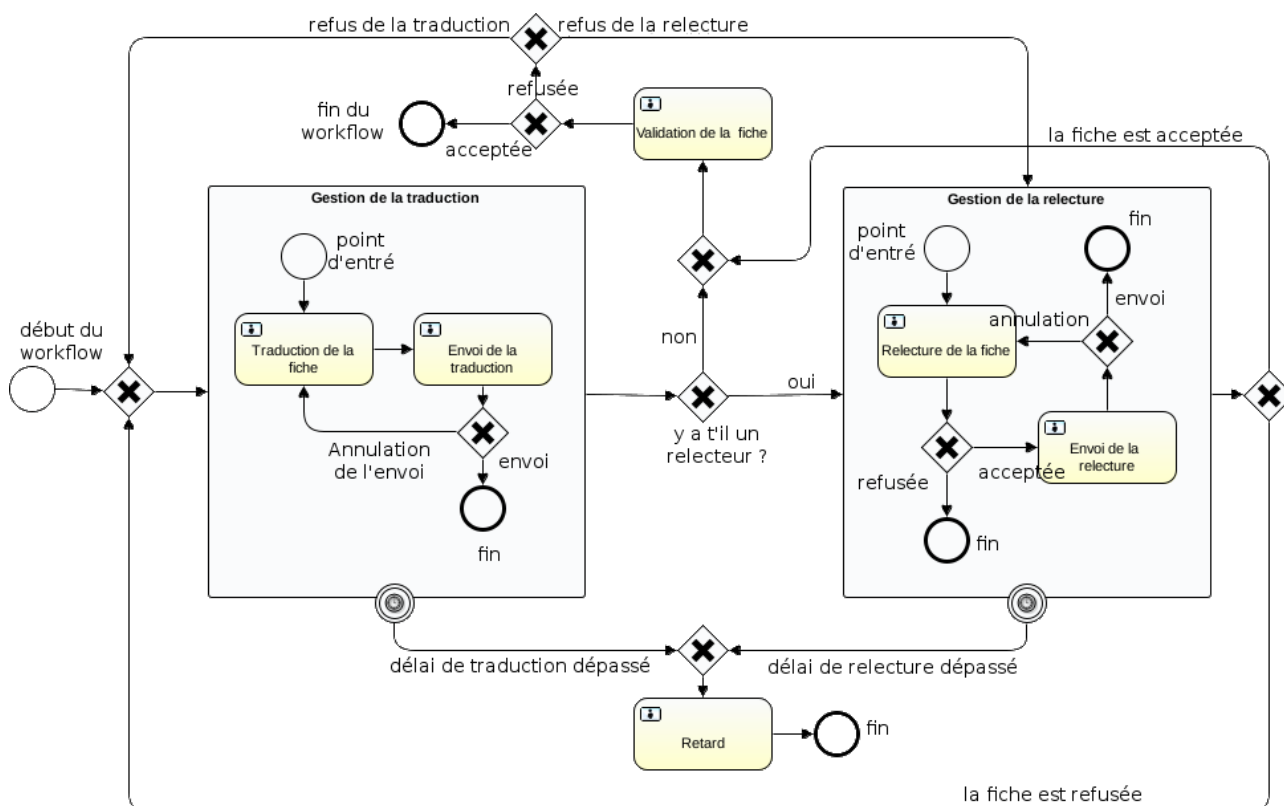 refus de la traduction
refus de la relecture
refusée
fin du
workflow
acceptée
Validation de la fiche
la fiche est acceptée
Gestion de la traduction
Gestion de la relecture
point
d'entré
point
d'entré
fin
envoi
annulation
début du
workflow
Traduction de la
fiche
Envoi de la
traduction
non
Relecture de la fiche
oui
y a t'il un
relecteur ?
Annulation
de l'envoi
envoi
fin
refusée
acceptée
Envoi de la
relecture
fin
délai de traduction dépassé
délai de relecture dépassé
Retard
fin
la fiche est refusée